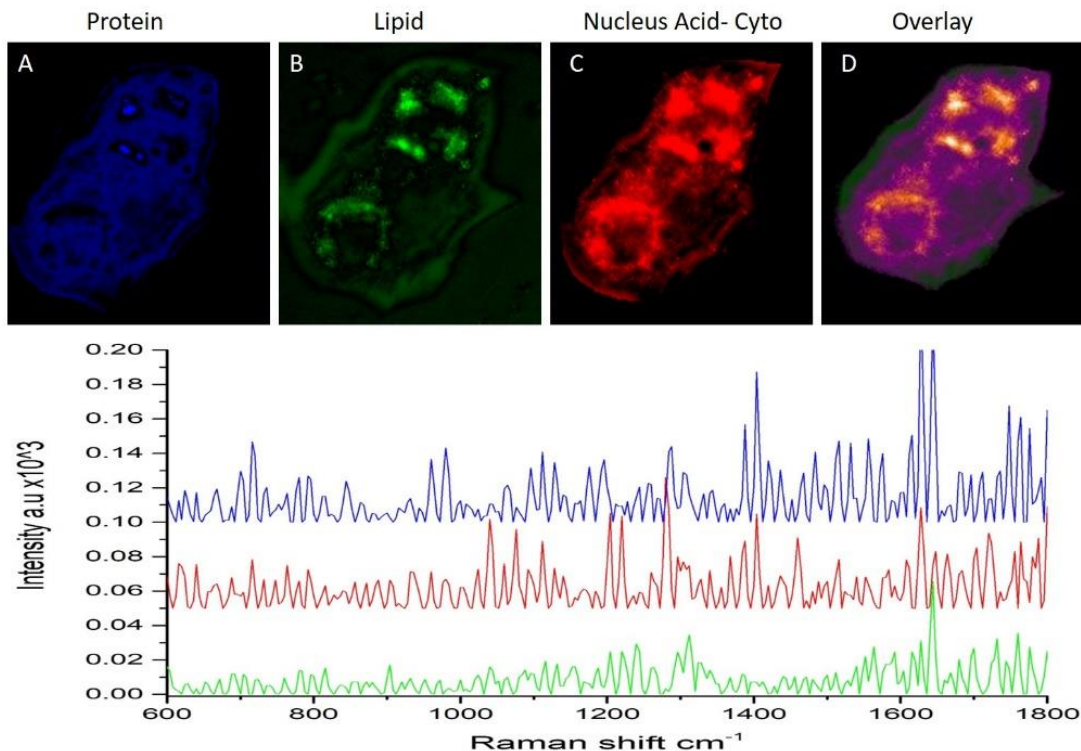 Protein Lipid Nucleus Acid- Cyto Overlay
A B C D
0.20
0.18
0.16
0.14
0.12
0.10
0.08
0.06
0.04
0.02
0.00
Intensity a.u x10^3
600 800 1000 1200 1400 1600 1800
Raman shift cm⁻¹